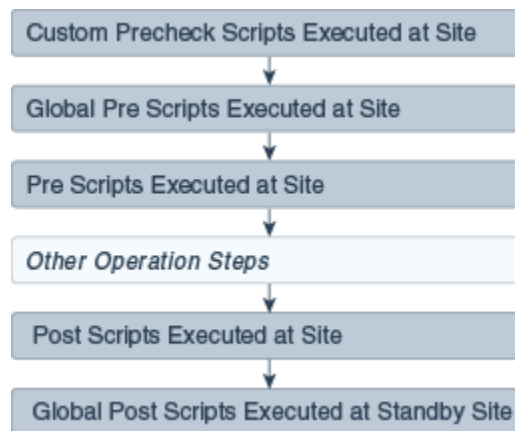 Custom Precheck Scripts Executed at Site
Global Pre Scripts Executed at Site
Pre Scripts Executed at Site
Other Operation Steps
Post Scripts Executed at Site
Global Post Scripts Executed at Standby Site